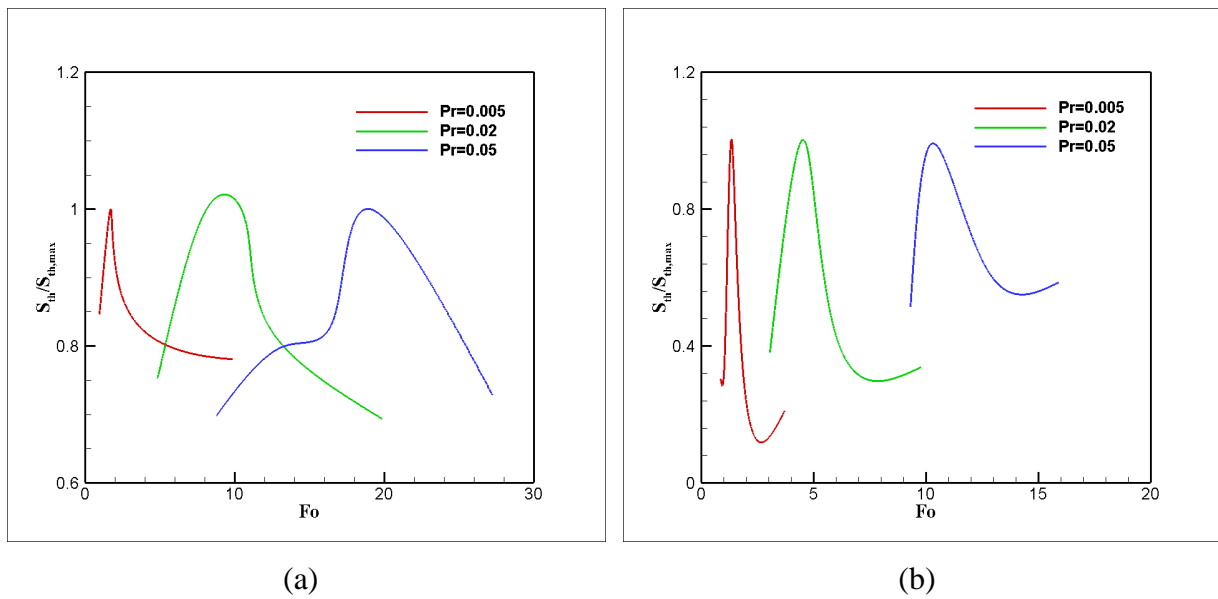 1.2
1
0.8
0.6
0
10
20
30
S_th/S_th,max
Fo
Pr=0.005
Pr=0.02
Pr=0.05
(a)
1.2
0.8
0.4
0
0
5
10
15
20
S_th/S_th,max
Fo
Pr=0.005
Pr=0.02
Pr=0.05
(b)